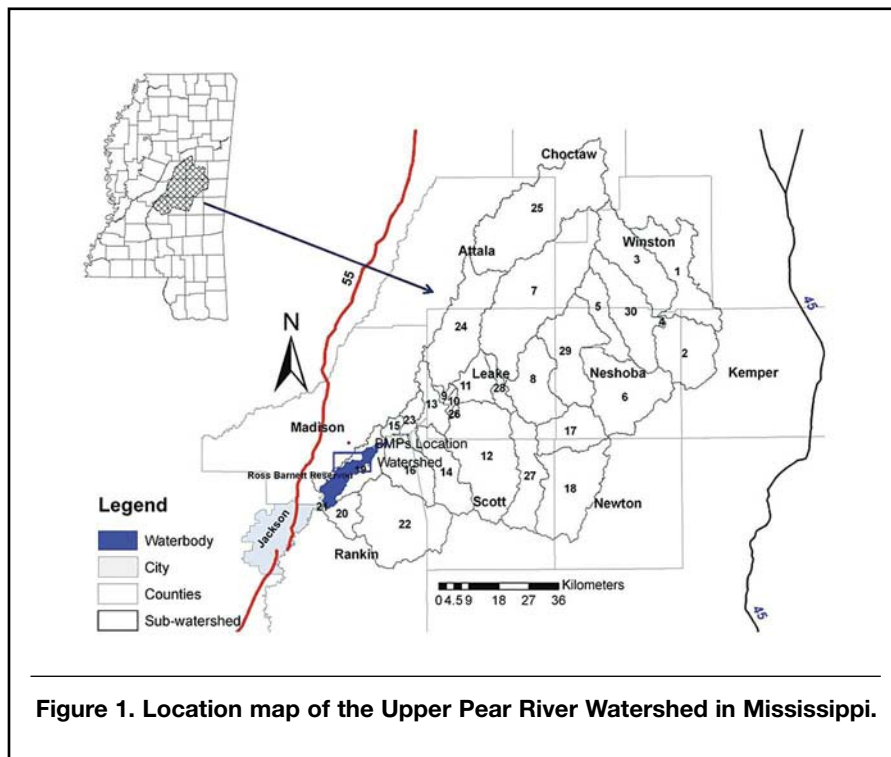 Choctaw
25
Winston
3
Attala
1
55
7
5
45
30
4
24
N
29
2
Leake
11
28
8
Neshoba
Kemper
9
10
6
13
26
Madison
23
15
17
BMPs Location
Watershed
12
Ross Barnett Reservo
19
16
14
27
18
Legend
Scott
Newton
21
20
22
Waterbody
Jackson
Rankin
City
Kilometers
Counties
0 4.5 9 18 27 36
Sub-watershed
45
Figure 1. Location map of the Upper Pear River Watershed in Mississippi.